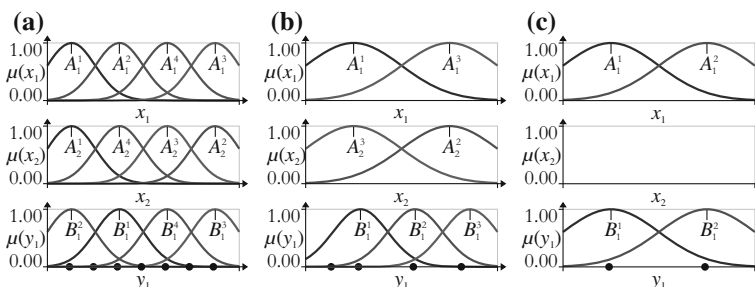 (a) (b) (c)
1.00 1.00 1.00
μ(x₁) A₁¹ A₁² A₁⁴ A₁³ μ(x₁) A₁¹ A₁³ μ(x₁) A₁¹ A₁²
0.00 0.00 0.00
x₁ x₁ x₁
1.00 1.00 1.00
μ(x₂) A₂¹ A₂⁴ A₂³ A₂² μ(x₂) A₂³ A₂² μ(x₂)
0.00 0.00 0.00
x₂ x₂ x₂
1.00 1.00 1.00
μ(y₁) B₁² B₁¹ B₁⁴ B₁³ μ(y₁) B₁¹ B₁² B₁³ μ(y₁) B₁¹ B₁²
0.00 0.00 0.00
y₁ y₁ y₁